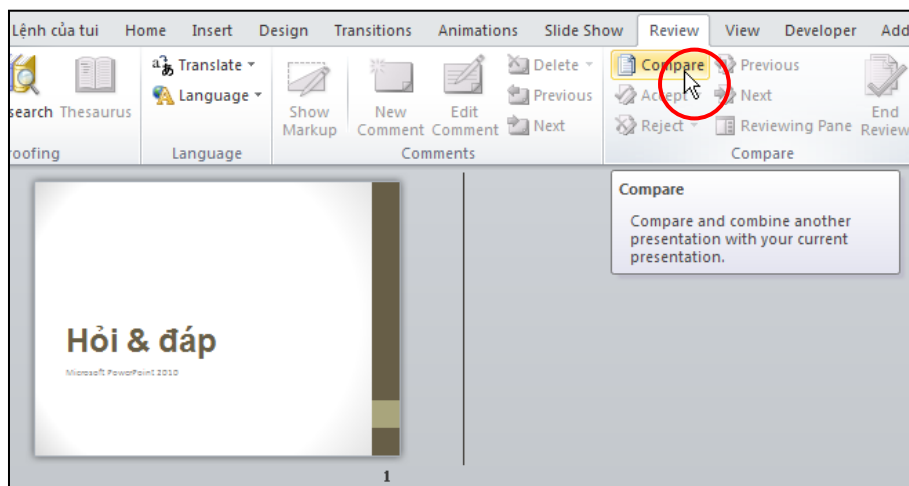 Lệnh của tui Home Insert Design Transitions Animations Slide Show Review View Developer Add
search Thesaurus
Translate
Language
Show Markup
New Comment
Edit Comment
Delete
Previous
Next
Compare
Accept
Reject
Previous
Next
Reviewing Pane
End Review
roofing Language Comments Compare
Compare
Compare and combine another
presentation with your current
presentation.
Hỏi & đáp
Microsoft PowerPoint 2010
1